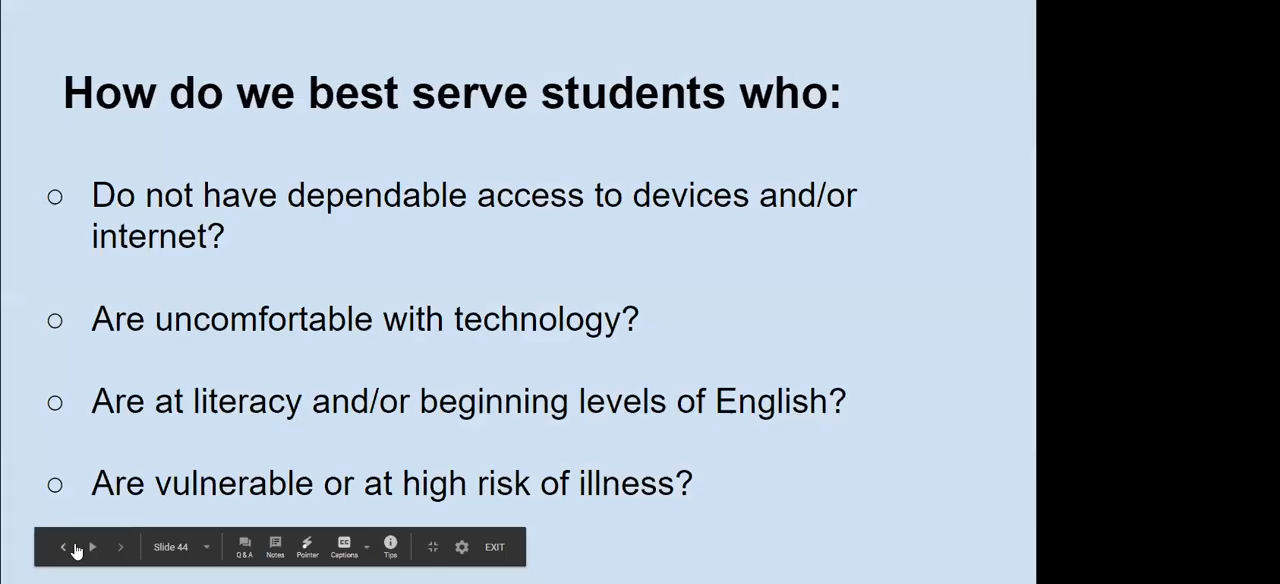 How do we best serve students who:
○ Do not have dependable access to devices and/or
internet?
○ Are uncomfortable with technology?
○ Are at literacy and/or beginning levels of English?
○ Are vulnerable or at high risk of illness?
Slide 44 Q & A Notes Pointer CC Captions Tips EXIT